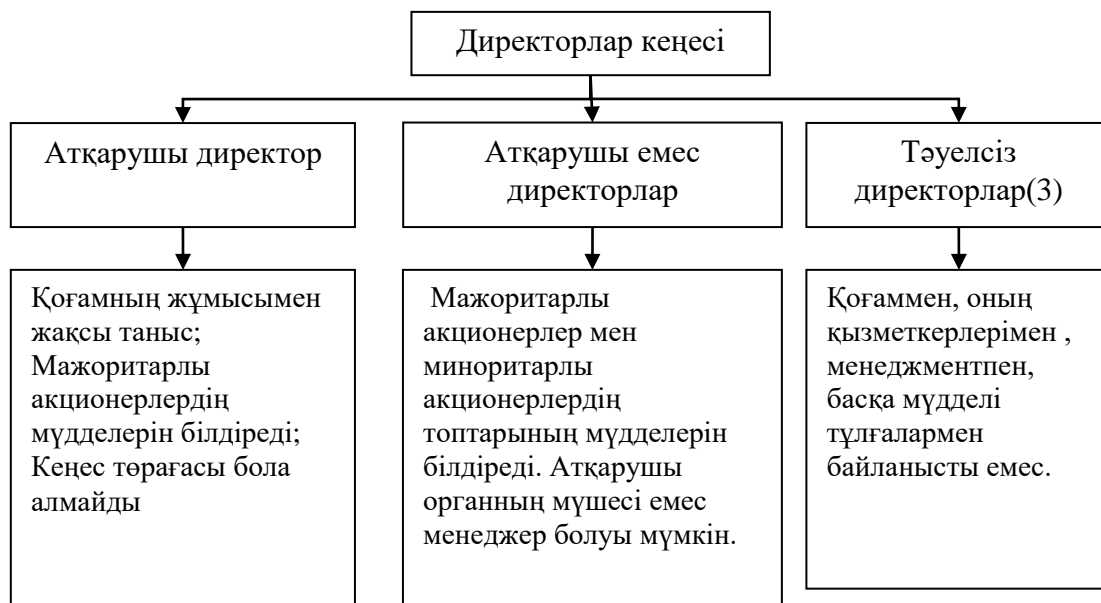 Директорлар кеңесі
Атқарушы директор
Атқарушы емес
директорлар
Тәуелсіз
директорлар(3)
Қоғамның жұмысымен
жақсы таныс;
Мажоритарлы
акционерлердің
мүдделерін білдіреді;
Кеңес төрағасы бола
алмайды
Мажоритарлы
акционерлер мен
миноритарлы
акционерлердің
топтарының мүдделерін
білдіреді. Атқарушы
органның мүшесі емес
менеджер болуы мүмкін.
Қоғаммен, оның
қызметкерлерімен ,
менеджментпен,
басқа мүдделі
тұлғалармен
байланысты емес.